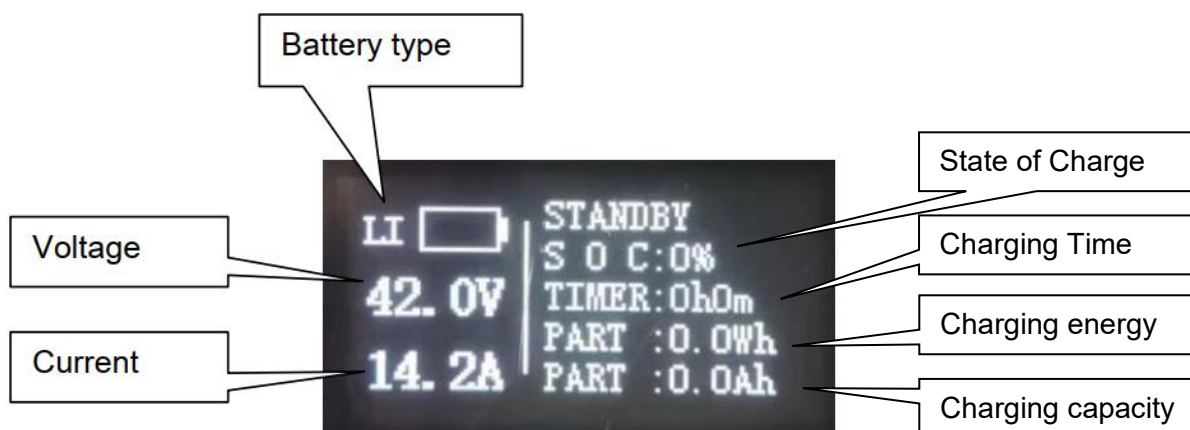 Battery type
State of Charge
Voltage
Charging Time
Charging energy
Current
Charging capacity
LI
42.0V
14.2A
STANDBY
S O C:0%
TIMER:0h0m
PART :0.0Wh
PART :0.0Ah